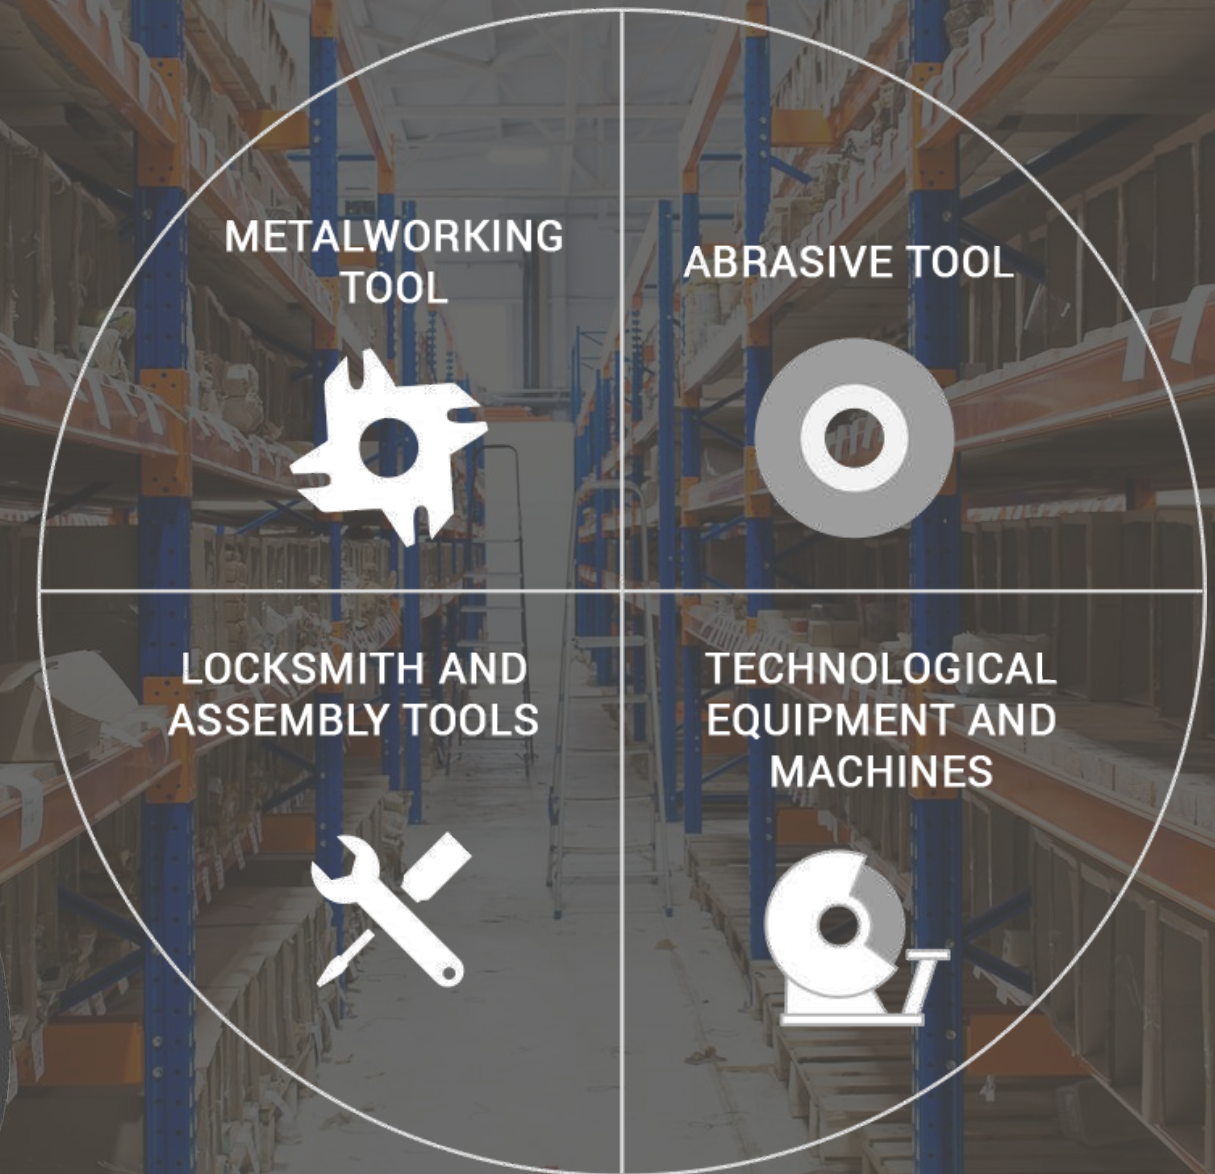 METALWORKING
TOOL
ABRASIVE TOOL
LOCKSMITH AND
ASSEMBLY TOOLS
TECHNOLOGICAL
EQUIPMENT AND
MACHINES